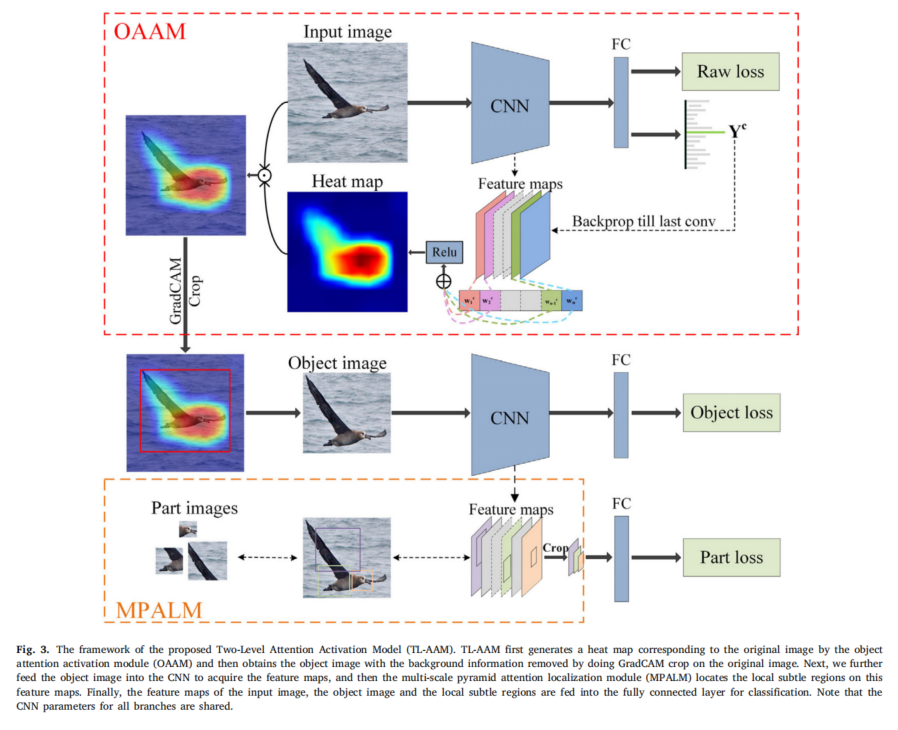 OAAM
Input image
CNN
FC
Raw loss
Yᶜ
Heat map
Feature maps
Backprop till last conv
Relu
w₁ᶜ w₂ᶜ wₙ₋₁ᶜ wₙᶜ
GradCAM
Crop
Object image
CNN
FC
Object loss
Part images
Feature maps
Crop
FC
Part loss
MPALM
Fig. 3. The framework of the proposed Two-Level Attention Activation Model (TL-AAM). TL-AAM first generates a heat map corresponding to the original image by the object
attention activation module (OAAM) and then obtains the object image with the background information removed by doing GradCAM crop on the original image. Next, we further
feed the object image into the CNN to acquire the feature maps, and then the multi-scale pyramid attention localization module (MPALM) locates the local subtle regions on this
feature maps. Finally, the feature maps of the input image, the object image and the local subtle regions are fed into the fully connected layer for classification. Note that the
CNN parameters for all branches are shared.